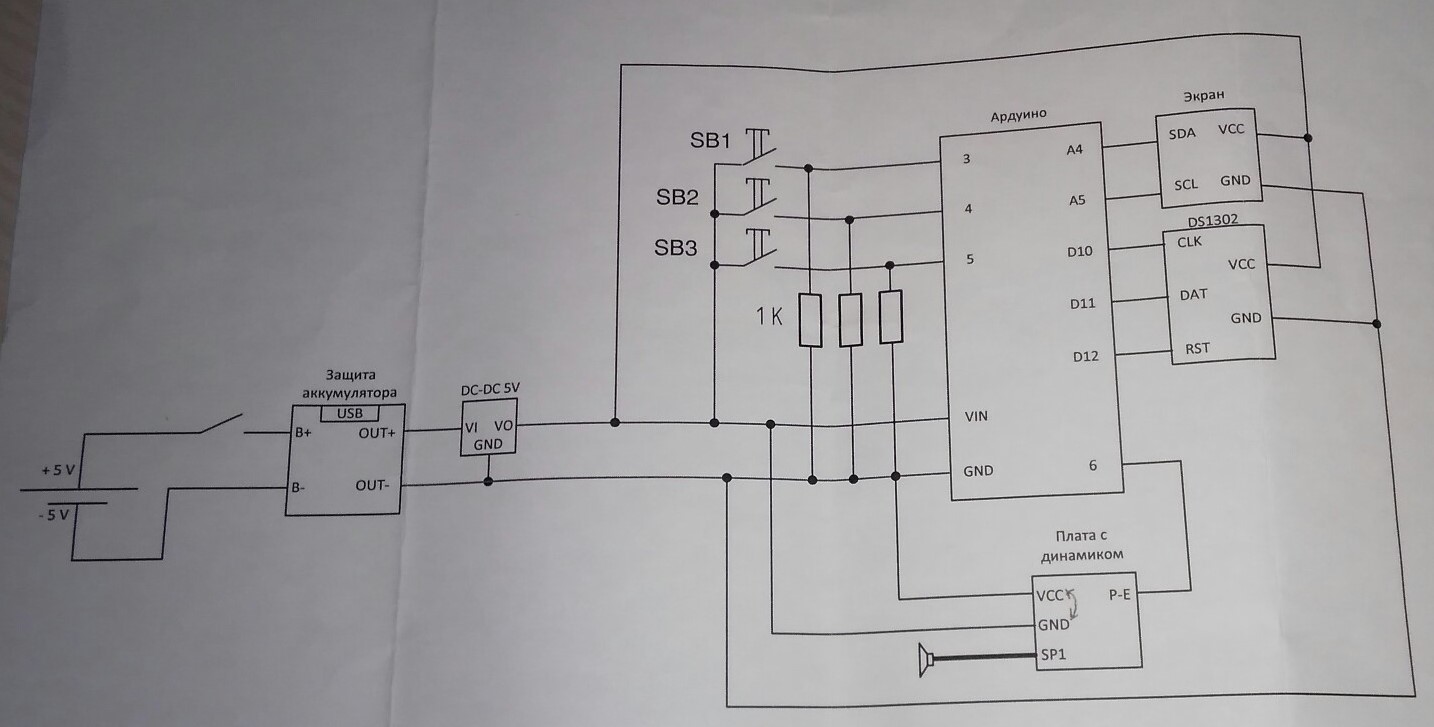 Экран
Ардуино
SB1
3
A4
SDA
VCC
SCL
GND
SB2
4
A5
DS1302
SB3
5
D10
CLK
VCC
1 K
D11
DAT
GND
D12
RST
Защита
аккумулятора
USB
DC-DC 5V
B+
OUT+
VI
VO
GND
VIN
+ 5 V
B-
OUT-
GND
6
- 5 V
Плата с
динамиком
VCC
P-E
GND
SP1